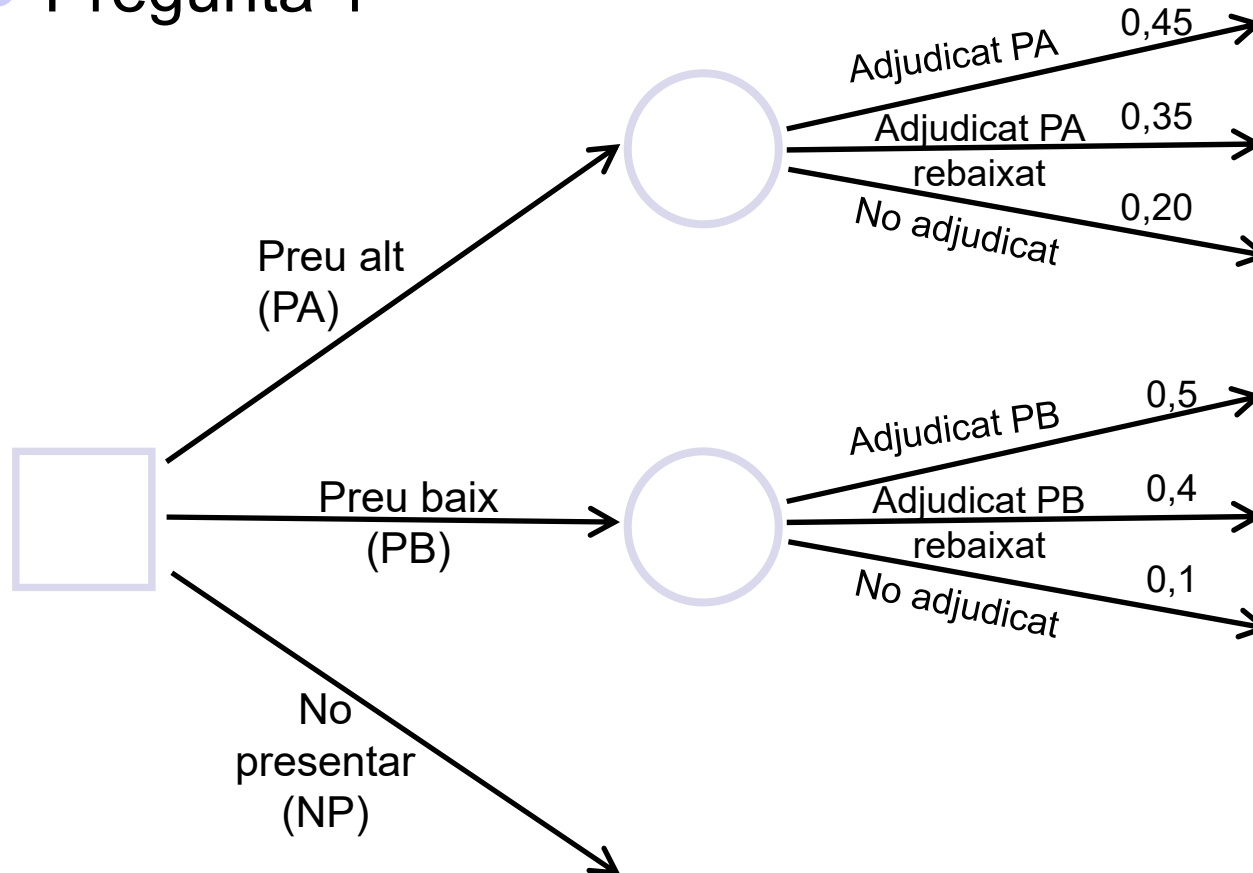 Pregunta 1
Adjudicat PA 0,45
Adjudicat PA 0,35
rebaixat
No adjudicat 0,20
Preu alt
(PA)
Adjudicat PB 0,5
Preu baix
(PB)
Adjudicat PB 0,4
rebaixat
No adjudicat 0,1
No
presentar
(NP)